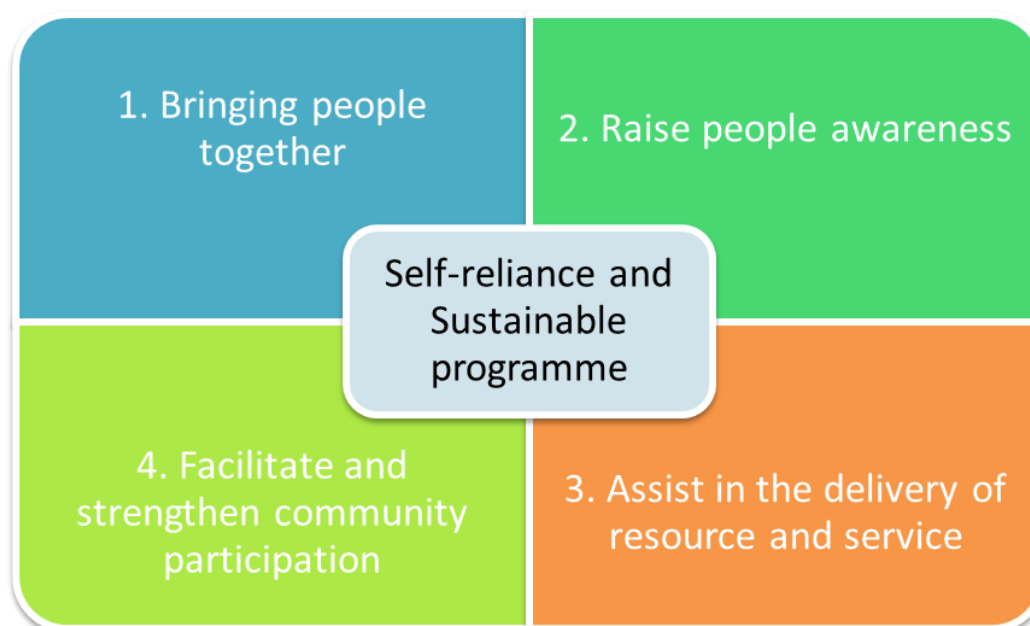 1. Bringing people
together
2. Raise people awareness
Self-reliance and
Sustainable
programme
4. Facilitate and
strengthen community
participation
3. Assist in the delivery of
resource and service